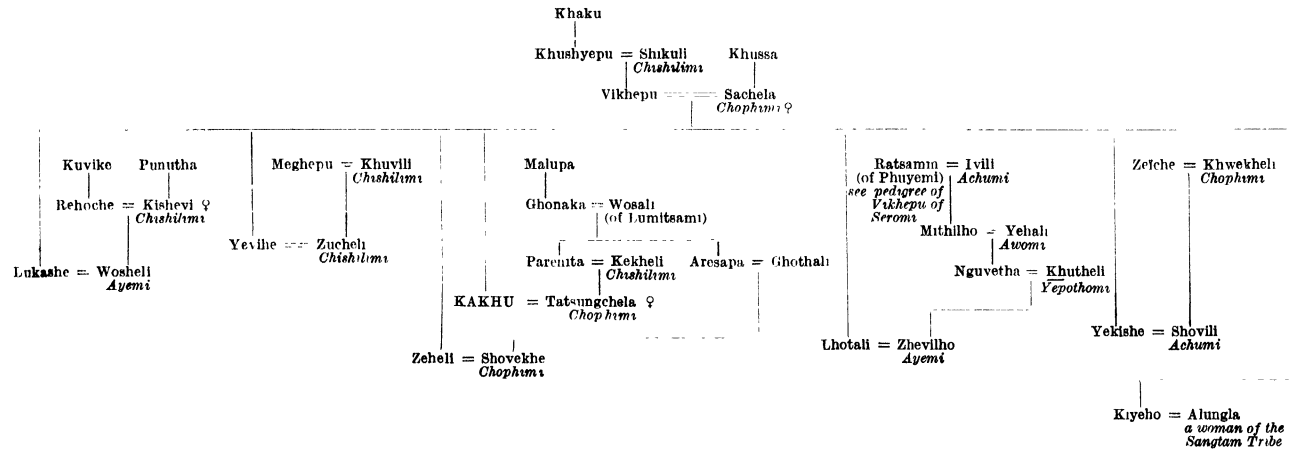 Khaku
Khushyepu = Shikuli Khussa
Chishilimi
Vikhepu = Sachela
Chophimi ♀
Kuvike Punutha Meghepu = Khuvili Malupa Ratsamin = Ivili Zeiche = Khwekheli
Chishilimi (of Phuyemi) Achumi Chophimi
see pedigree of
Rehoche = Kishevi ♀ Ghonaka = Wosali Vikhepu of
Chishilimi (of Lumitsami) Seromi
Mithilho = Yehali
Yevihe = Zucheli Awomi
Chishilimi
Lukashe = Wosheli Parenita = Kekheli Aresapa = Ghothali Nguvetha = Khutheli
Ayemi Chishilimi Yepothomi
KAKHU = Tatsungchela ♀
Chophimi
Yekishe = Shovili
Zeheli = Shovekhe Lhotali = Zhevilho Achumi
Chophimi Ayemi
Kiyeho = Alungla
a woman of the
Sangtam Tribe